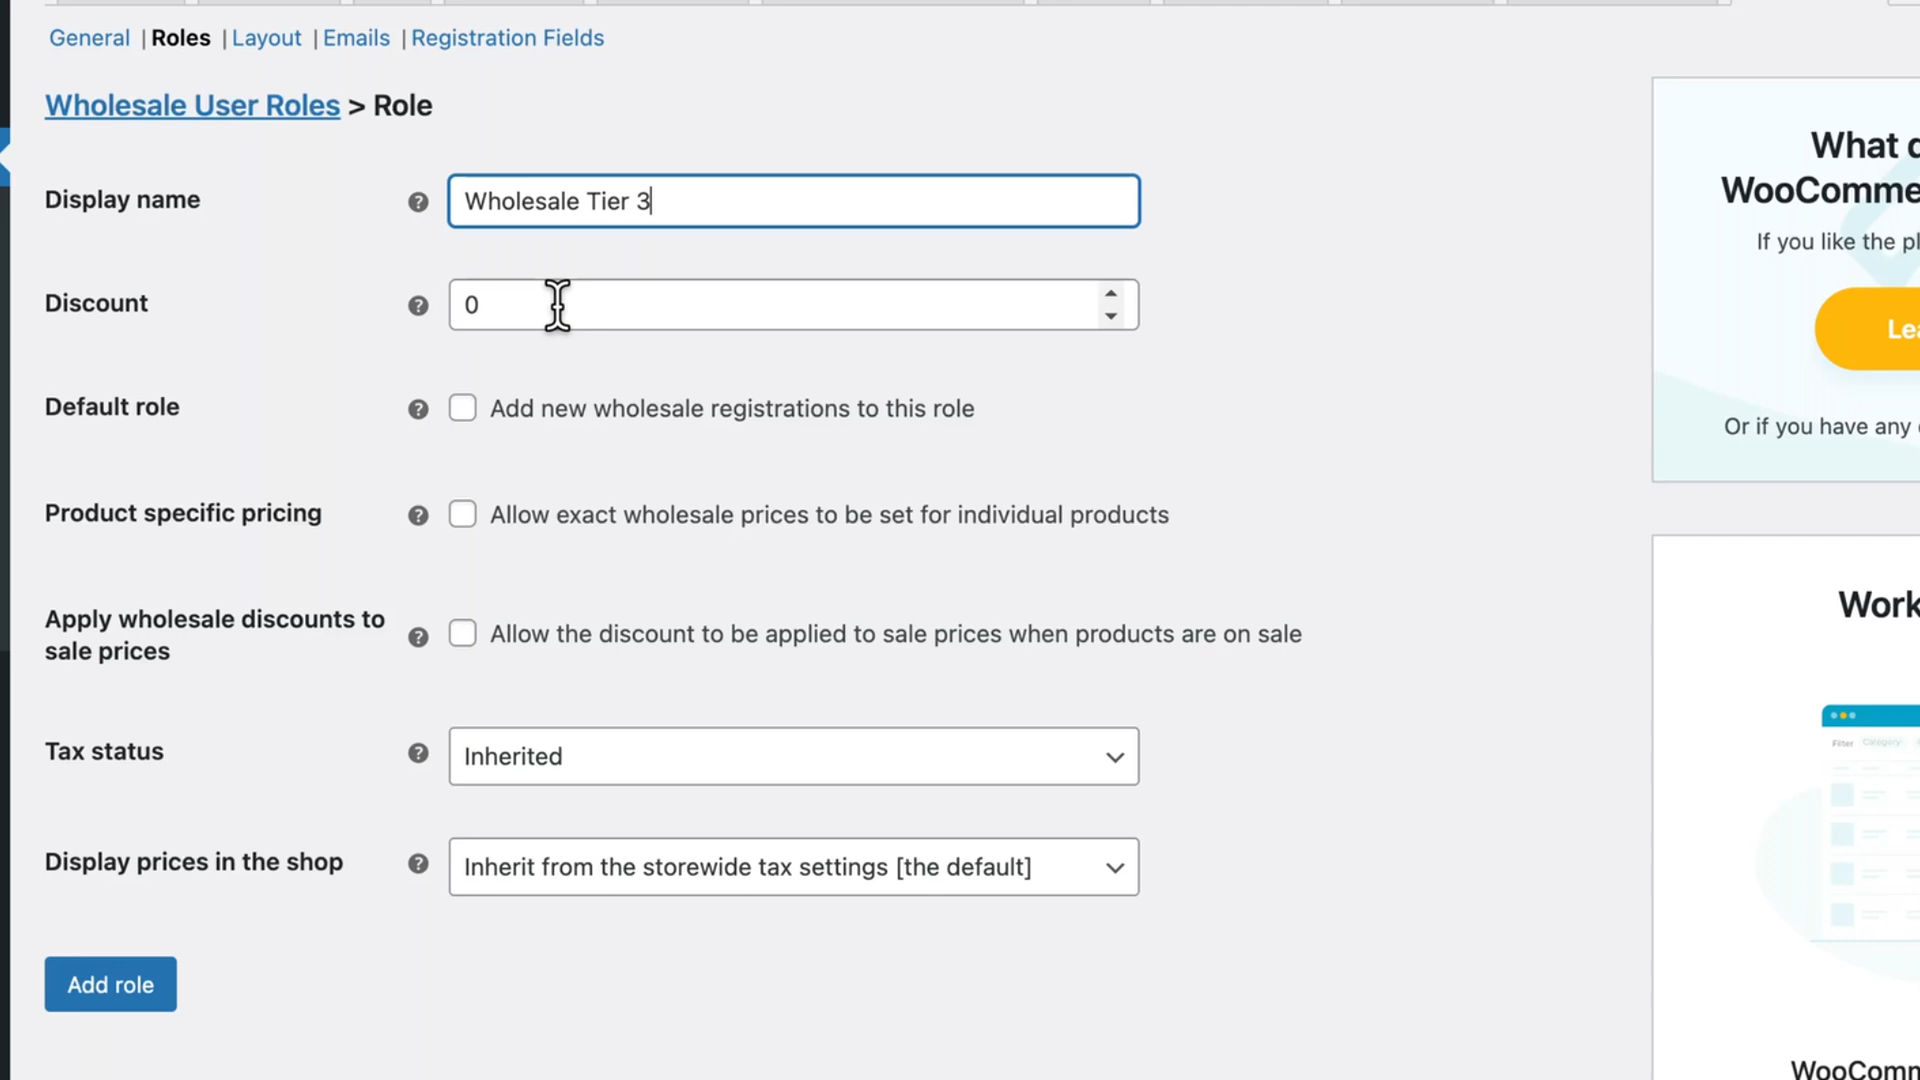 General | Roles | Layout | Emails | Registration Fields
Wholesale User Roles > Role
Display name
Wholesale Tier 3
Discount
0
Default role
Add new wholesale registrations to this role
Product specific pricing
Allow exact wholesale prices to be set for individual products
Apply wholesale discounts to
sale prices
Allow the discount to be applied to sale prices when products are on sale
Tax status
Inherited
Display prices in the shop
Inherit from the storewide tax settings [the default]
Add role
What
WooComme
If you like the pl
Lea
Or if you have any
Work
Filter Category
WooComm